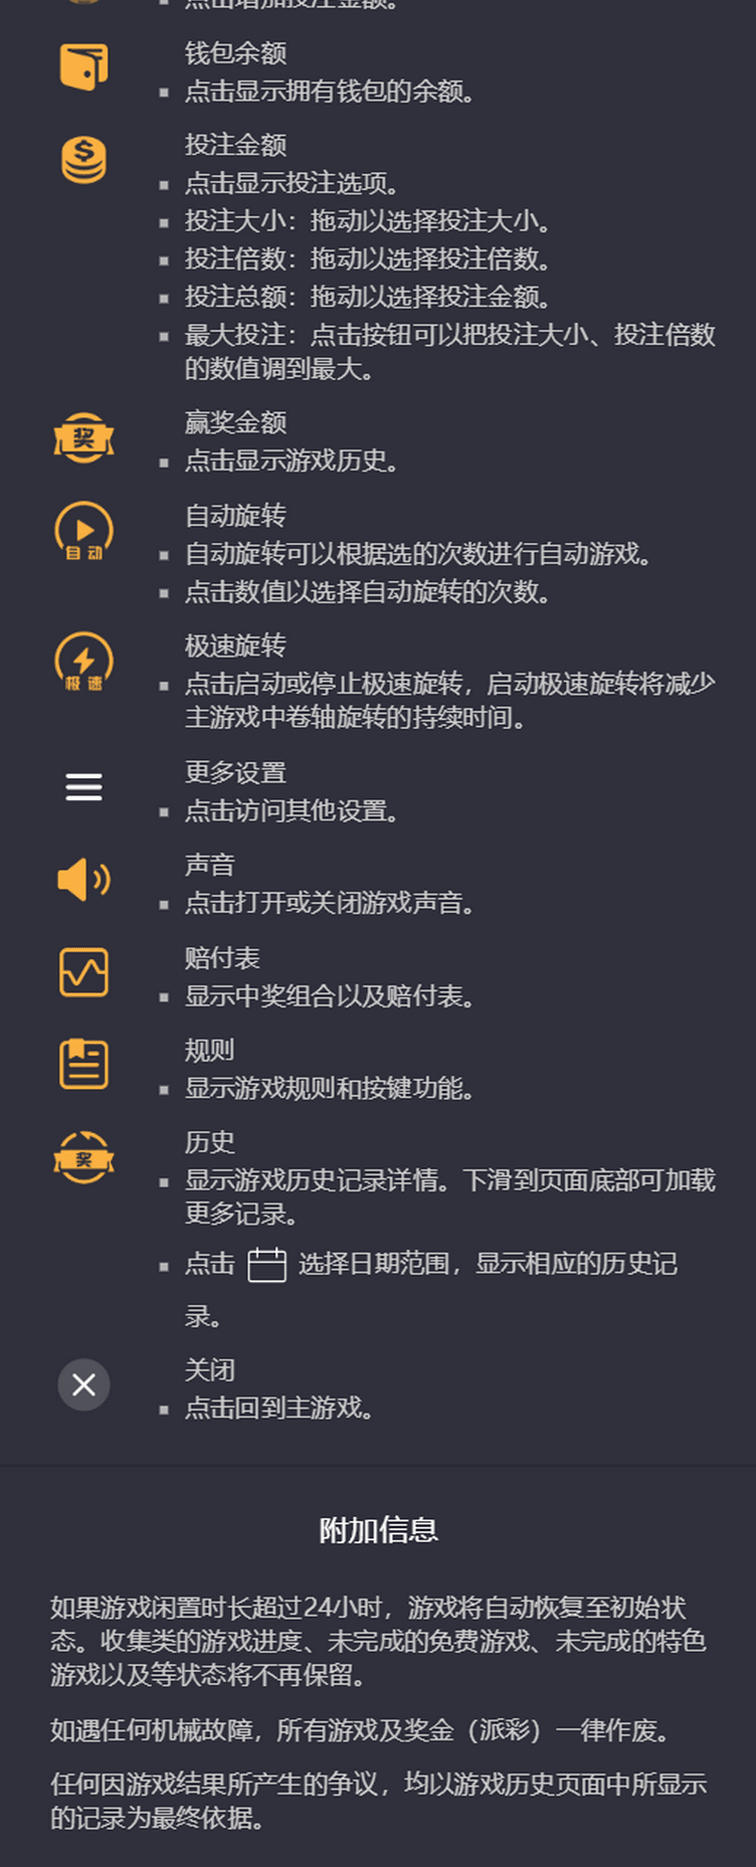 点击增加投注金额。
钱包余额
点击显示拥有钱包的余额。
投注金额
点击显示投注选项。
投注大小：拖动以选择投注大小。
投注倍数：拖动以选择投注倍数。
投注总额：拖动以选择投注金额。
最大投注：点击按钮可以把投注大小、投注倍数
的数值调到最大。
奖
赢奖金额
点击显示游戏历史。
自动
自动旋转
自动旋转可以根据选的次数进行自动游戏。
点击数值以选择自动旋转的次数。
极速
极速旋转
点击启动或停止极速旋转，启动极速旋转将减少
主游戏中卷轴旋转的持续时间。
更多设置
点击访问其他设置。
声音
点击打开或关闭游戏声音。
赔付表
显示中奖组合以及赔付表。
规则
显示游戏规则和按键功能。
奖
历史
显示游戏历史记录详情。下滑到页面底部可加载
更多记录。
点击 选择日期范围，显示相应的历史记
录。
关闭
点击回到主游戏。
附加信息
如果游戏闲置时长超过24小时，游戏将自动恢复至初始状
态。收集类的游戏进度、未完成的免费游戏、未完成的特色
游戏以及等状态将不再保留。
如遇任何机械故障，所有游戏及奖金（派彩）一律作废。
任何因游戏结果所产生的争议，均以游戏历史页面中所显示
的记录为最终依据。